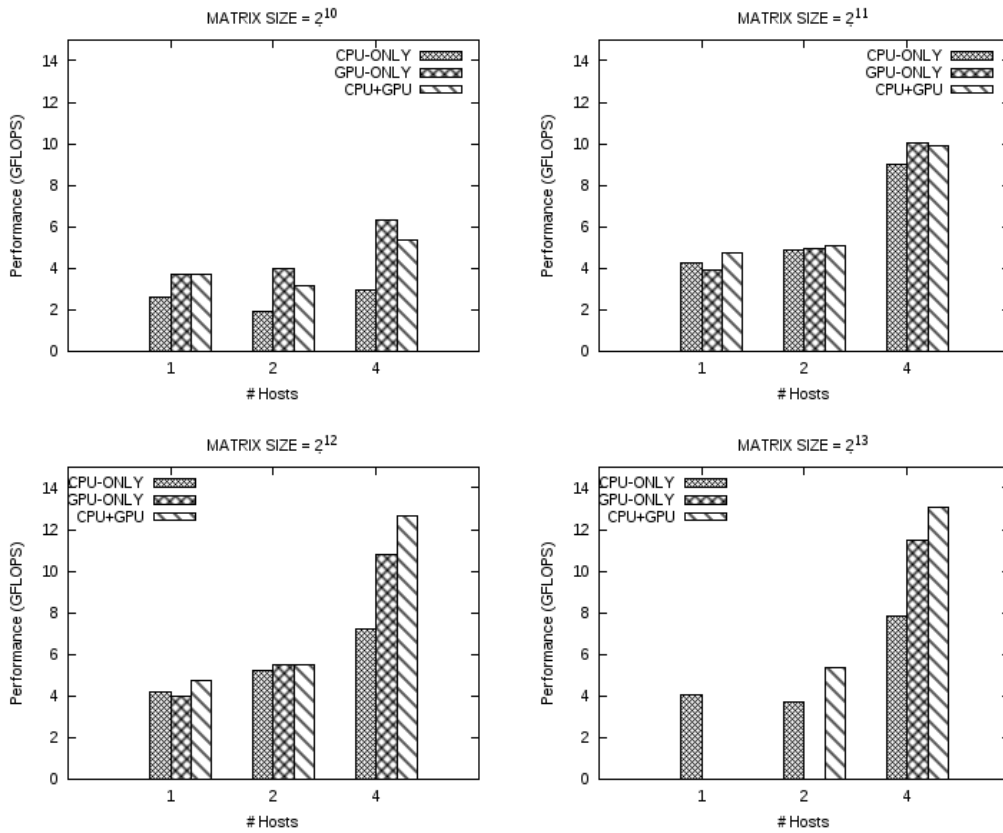 MATRIX SIZE = 2^10
14
12
10
8
6
4
2
0
Performance (GFLOPS)
CPU-ONLY
GPU-ONLY
CPU+GPU
1 2 4
# Hosts
MATRIX SIZE = 2^11
14
12
10
8
6
4
2
0
Performance (GFLOPS)
CPU-ONLY
GPU-ONLY
CPU+GPU
1 2 4
# Hosts
MATRIX SIZE = 2^12
14
12
10
8
6
4
2
0
Performance (GFLOPS)
CPU-ONLY
GPU-ONLY
CPU+GPU
1 2 4
# Hosts
MATRIX SIZE = 2^13
14
12
10
8
6
4
2
0
Performance (GFLOPS)
CPU-ONLY
GPU-ONLY
CPU+GPU
1 2 4
# Hosts